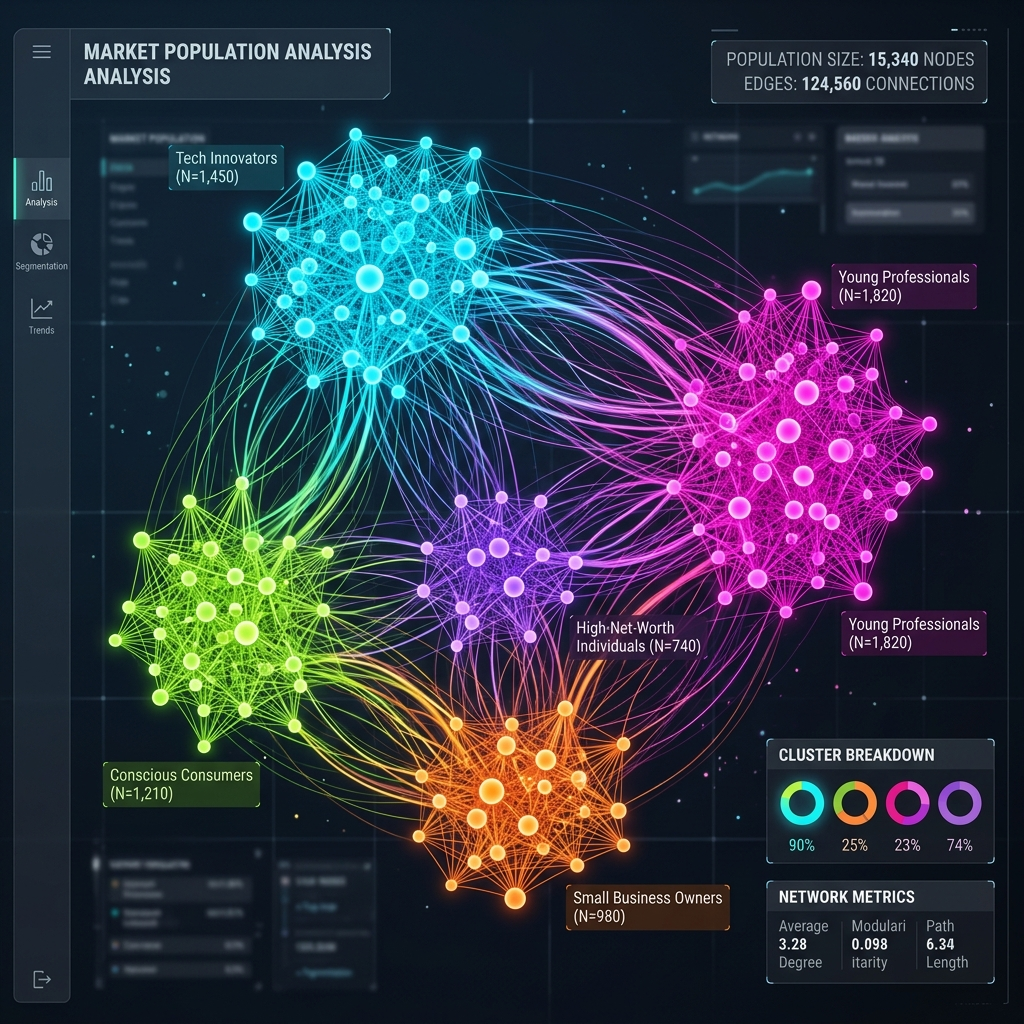 MARKET POPULATION ANALYSIS
ANALYSIS
POPULATION SIZE: 15,340 NODES
EDGES: 124,560 CONNECTIONS
Analysis
Segmentation
Trends
MARKET POPULATION
NETWORK
Tech Innovators
(N=1,450)
Young Professionals
(N=1,820)
High-Net-Worth
Individuals (N=740)
Young Professionals
(N=1,820)
Conscious Consumers
(N=1,210)
Small Business Owners
(N=980)
CLUSTER BREAKDOWN
90% 25% 23% 74%
NETWORK METRICS
Average Modulari Path
3.28 0.098 6.34
Degree itarity Length